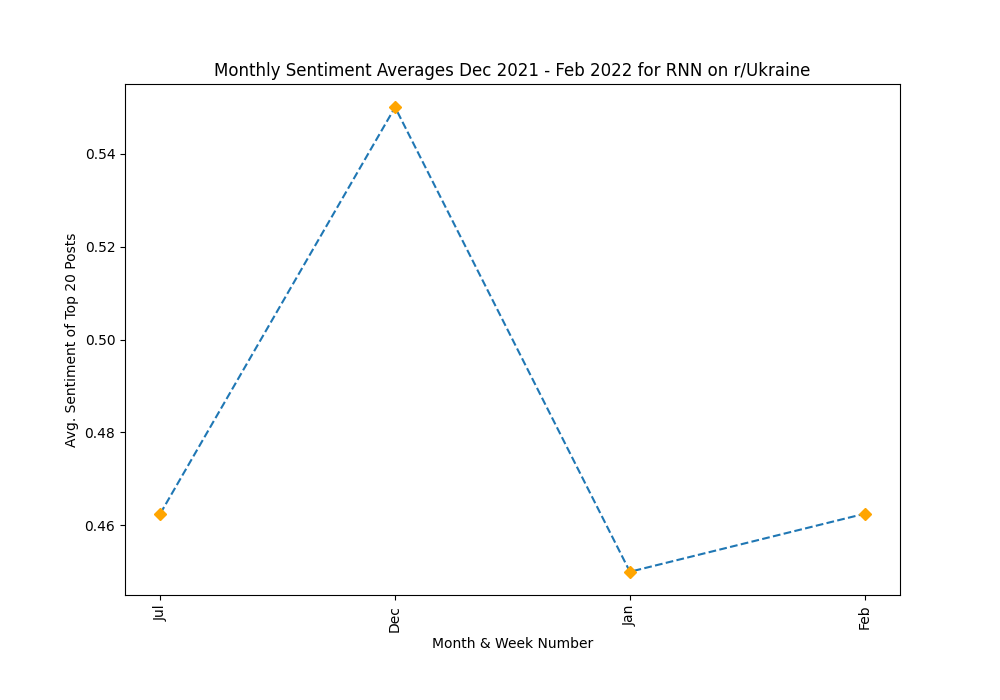 Monthly Sentiment Averages Dec 2021 - Feb 2022 for RNN on r/Ukraine
Avg. Sentiment of Top 20 Posts
0.54
0.52
0.50
0.48
0.46
Jul
Dec
Jan
Feb
Month & Week Number